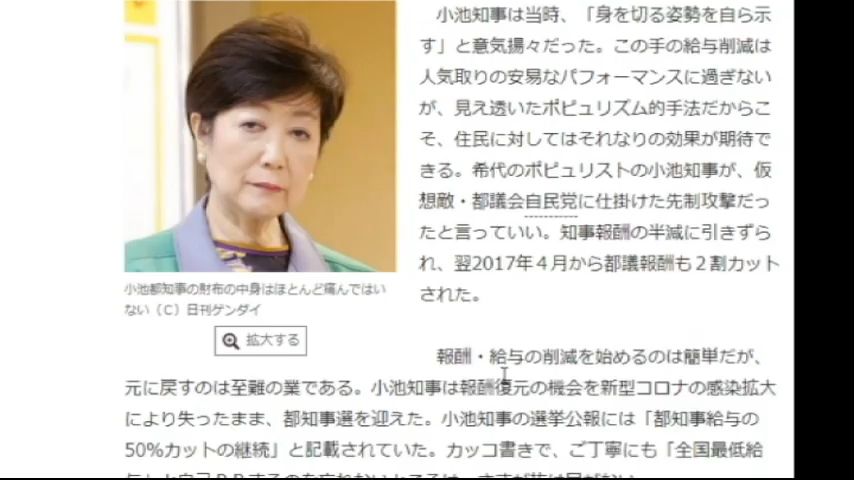 小池知事は当時、「身を切る姿勢を自ら示
す」と意気揚々だった。この手の給与削減は
人気取りの安易なパフォーマンスに過ぎない
が、見え透いたポピュリズム的手法だからこ
そ、住民に対してはそれなりの効果が期待で
きる。希代のポピュリストの小池知事が、仮
想敵・都議会自民党に仕掛けた先制攻撃だっ
たと言っていい。知事報酬の半減に引きずら
れ、翌2017年４月から都議報酬も２割カット
された。
小池都知事の財布の中身はほとんど痛んではい
ない（Ｃ）日刊ゲンダイ
拡大する
報酬・給与の削減を始めるのは簡単だが、
元に戻すのは至難の業である。小池知事は報酬復元の機会を新型コロナの感染拡大
により失ったまま、都知事選を迎えた。小池知事の選挙公報には「都知事給与の
50％カットの継続」と記載されていた。カッコ書きで、ご丁寧にも「全国最低給